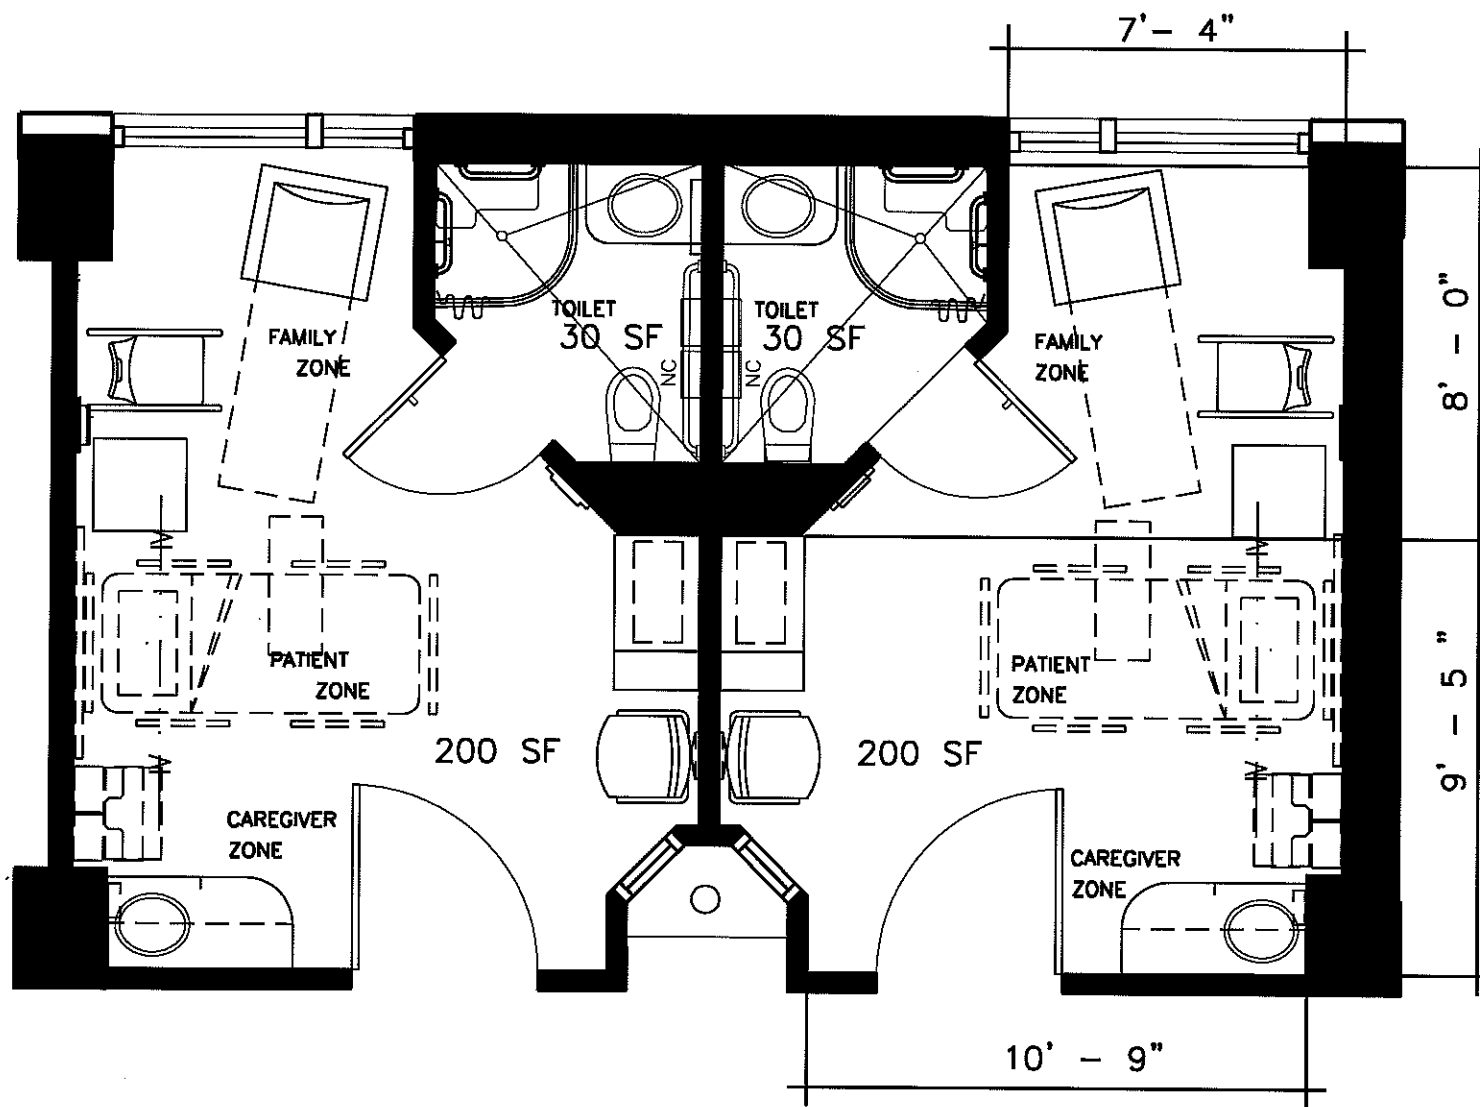 7'- 4"
TOILET
30 SF
TOILET
30 SF
FAMILY
ZONE
FAMILY
ZONE
NC
NC
8' - 0"
PATIENT
ZONE
PATIENT
ZONE
9' - 5"
200 SF
200 SF
CAREGIVER
ZONE
CAREGIVER
ZONE
10' - 9"